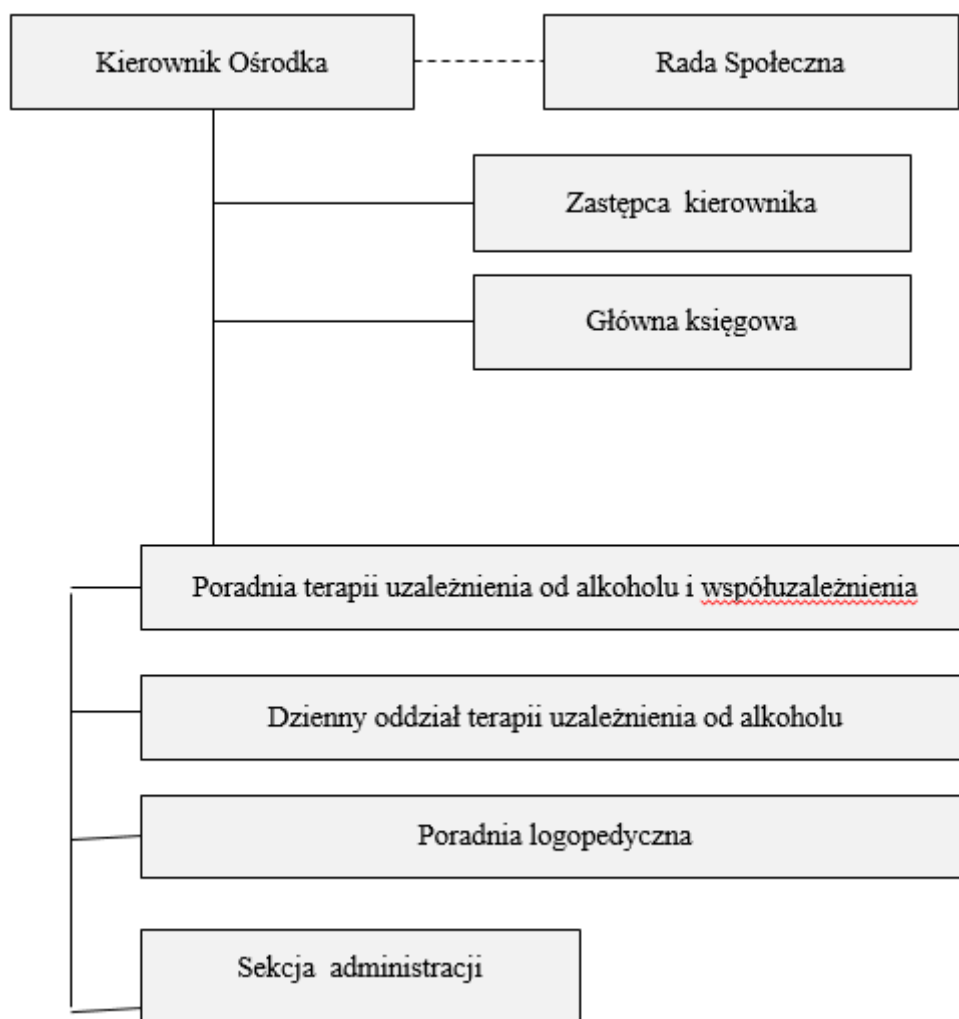 Kierownik Ośrodka
Rada Społeczna
Zastępca kierownika
Główna księgowa
Poradnia terapii uzależnienia od alkoholu i współuzależnienia
Dzienny oddział terapii uzależnienia od alkoholu
Poradnia logopedyczna
Sekcja administracji